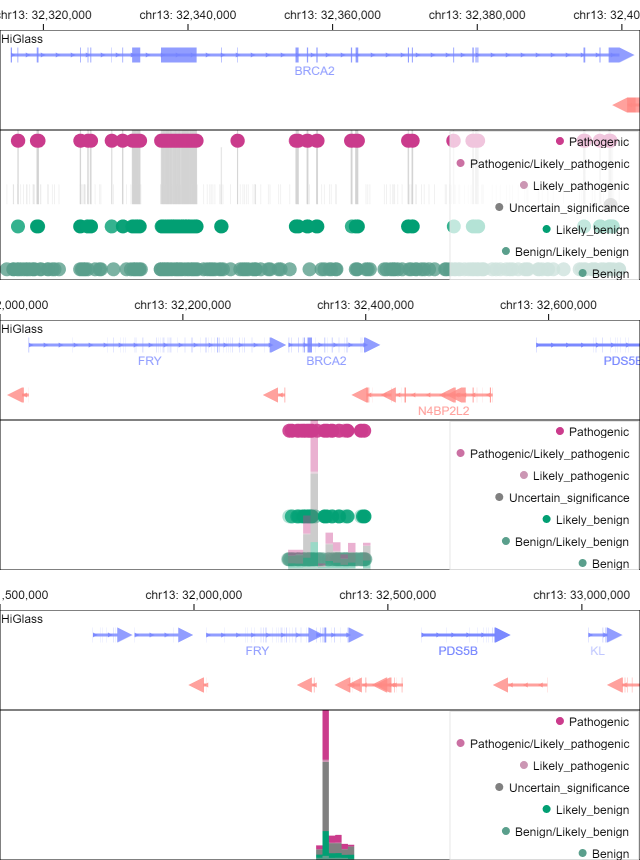 chr13: 32,320,000 chr13: 32,340,000 chr13: 32,360,000 chr13: 32,380,000 chr13: 32,40
HiGlass
BRCA2
Pathogenic
Pathogenic/Likely_pathogenic
Likely_pathogenic
Uncertain_significance
Likely_benign
Benign/Likely_benign
Benign
2,000,000 chr13: 32,200,000 chr13: 32,400,000 chr13: 32,600,000
HiGlass
FRY BRCA2 PDS5B
N4BP2L2
Pathogenic
Pathogenic/Likely_pathogenic
Likely_pathogenic
Uncertain_significance
Likely_benign
Benign/Likely_benign
Benign
,500,000 chr13: 32,000,000 chr13: 32,500,000 chr13: 33,000,000
HiGlass
FRY PDS5B KL
Pathogenic
Pathogenic/Likely_pathogenic
Likely_pathogenic
Uncertain_significance
Likely_benign
Benign/Likely_benign
Benign